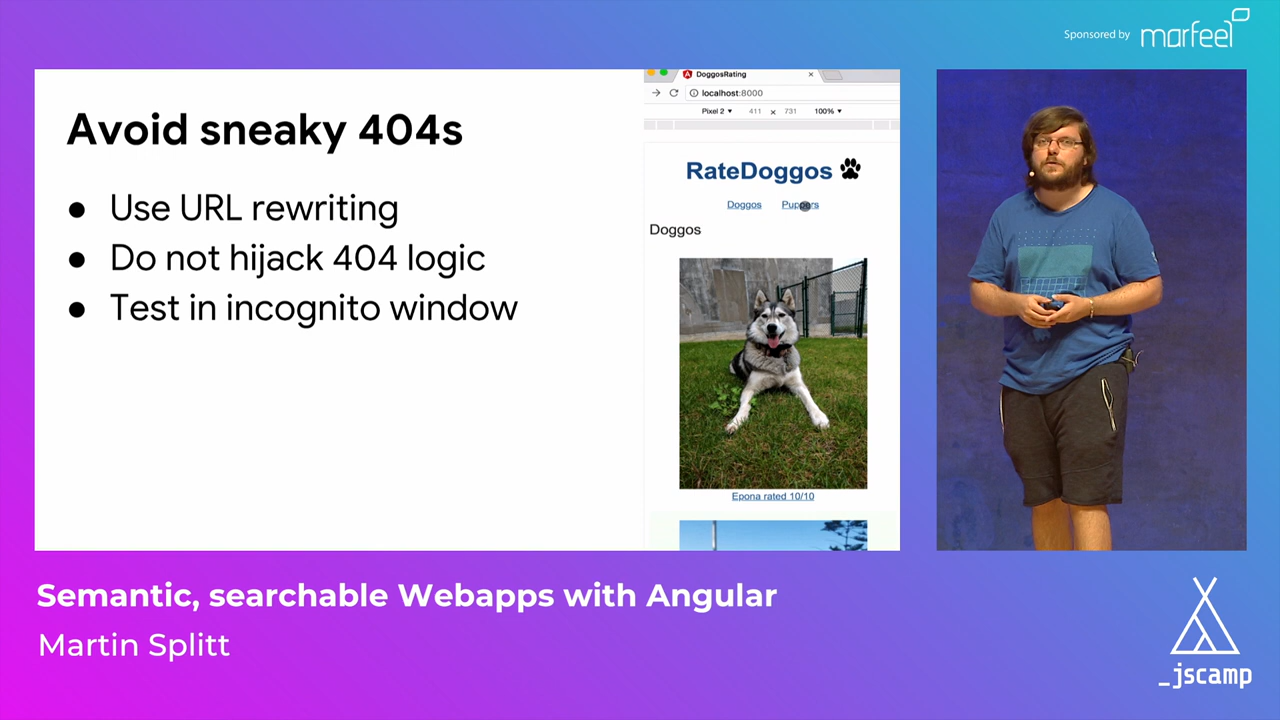 Sponsored by marfeel
Avoid sneaky 404s
● Use URL rewriting
● Do not hijack 404 logic
● Test in incognito window
DoggosRating ×
localhost:8000
Pixel 2 ▼ 411 × 731 100% ▼
RateDoggos
Doggos Puppers
Doggos
Epona rated 10/10
Semantic, searchable Webapps with Angular
Martin Splitt
_jscamp